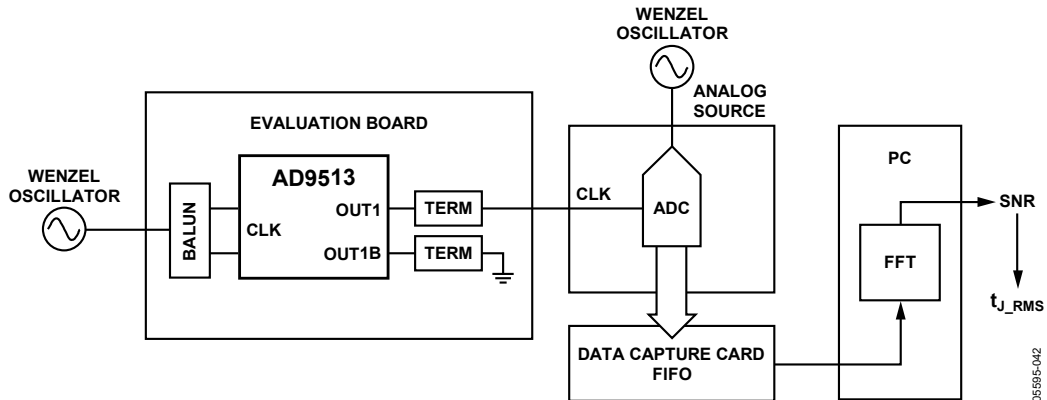 WENZEL
OSCILLATOR
ANALOG
SOURCE
EVALUATION BOARD
WENZEL
OSCILLATOR
BALUN
AD9513
CLK
OUT1
OUT1B
TERM
TERM
CLK
ADC
DATA CAPTURE CARD
FIFO
PC
FFT
SNR
tJ_RMS
05595-042